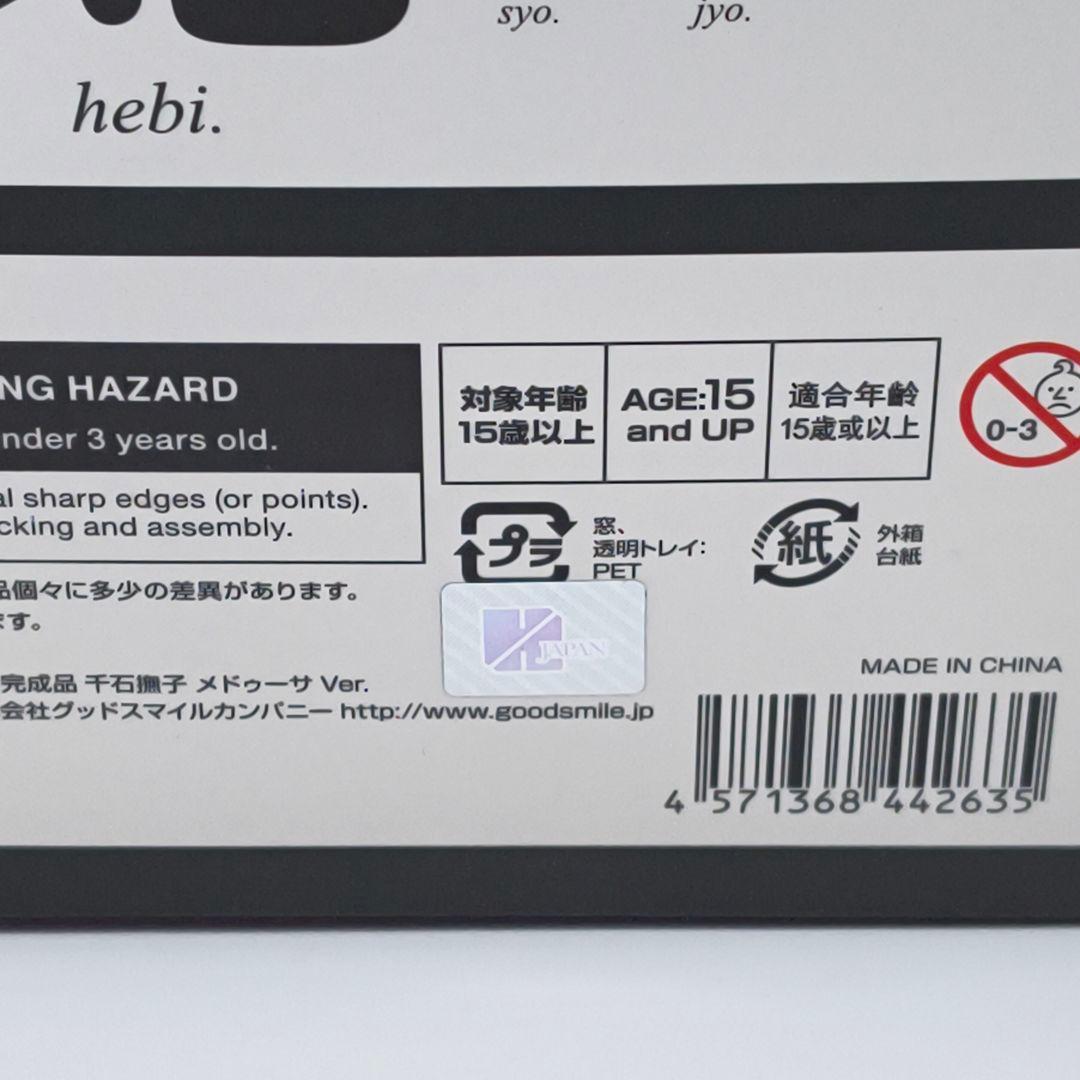 syo.
jyo.
hebi.
NG HAZARD
nder 3 years old.
al sharp edges (or points).
cking and assembly.
対象年齢
15歳以上
AGE:15
and UP
適合年齢
15歳或以上
0-3
プラ
窓、
透明トレイ:
PET
紙
外箱
台紙
品個々に多少の差異があります。
ます。
H JAPAN
完成品 千石撫子 メドゥーサ Ver.
会社グッドスマイルカンパニー http://www.goodsmile.jp
MADE IN CHINA
4 571368 442635